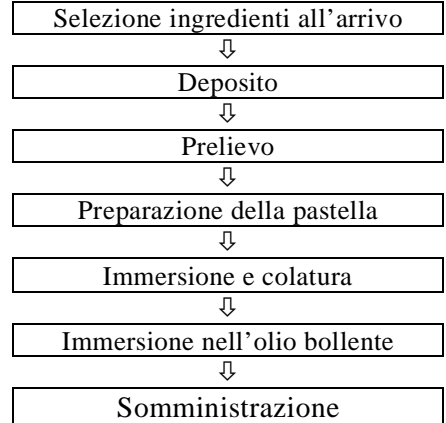 Selezione ingredienti all’arrivo
⇩
Deposito
⇩
Prelievo
⇩
Preparazione della pastella
⇩
Immersione e colatura
⇩
Immersione nell’olio bollente
⇩
Somministrazione